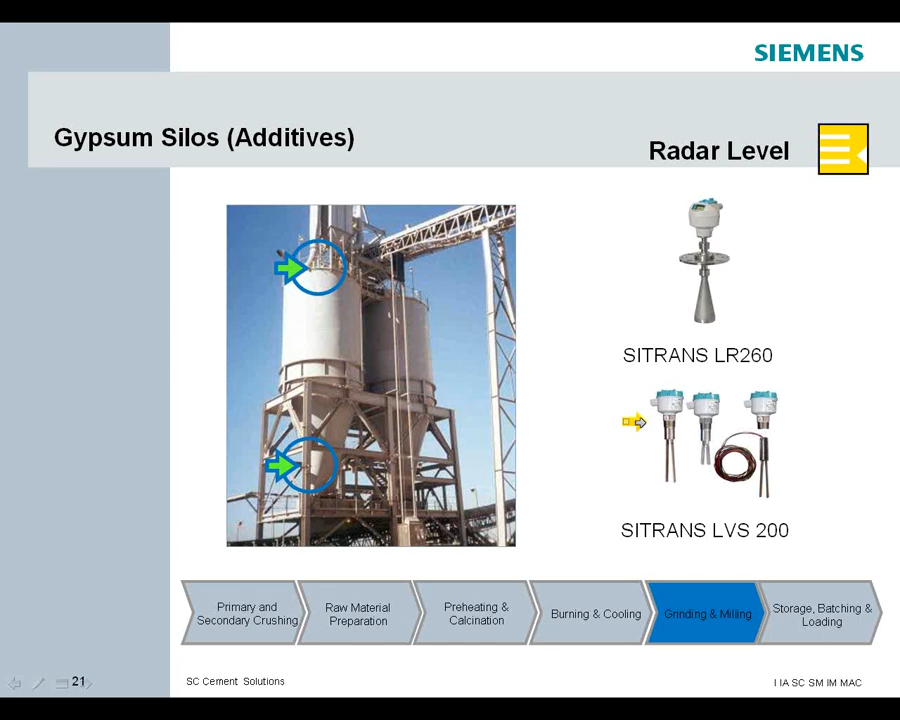 SIEMENS
Gypsum Silos (Additives)
Radar Level
SITRANS LR260
SITRANS LVS 200
Primary and
Secondary Crushing
Raw Material
Preparation
Preheating &
Calcination
Burning & Cooling
Grinding & Milling
Storage, Batching &
Loading
21
SC Cement Solutions
I IA SC SM IM MAC